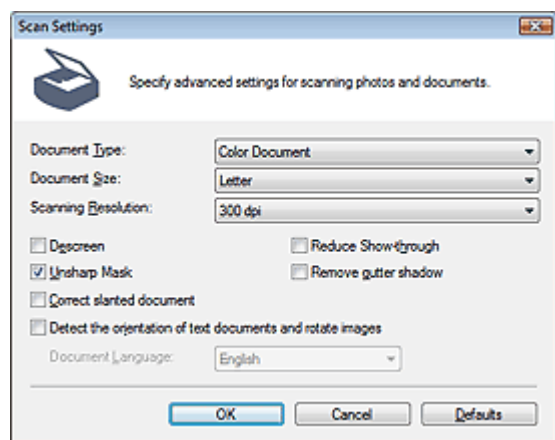 Scan Settings
Specify advanced settings for scanning photos and documents.
Document Type: Color Document
Document Size: Letter
Scanning Resolution: 300 dpi
Descreen Reduce Show-through
Unsharp Mask Remove gutter shadow
Correct slanted document
Detect the orientation of text documents and rotate images
Document Language: English
OK Cancel Defaults